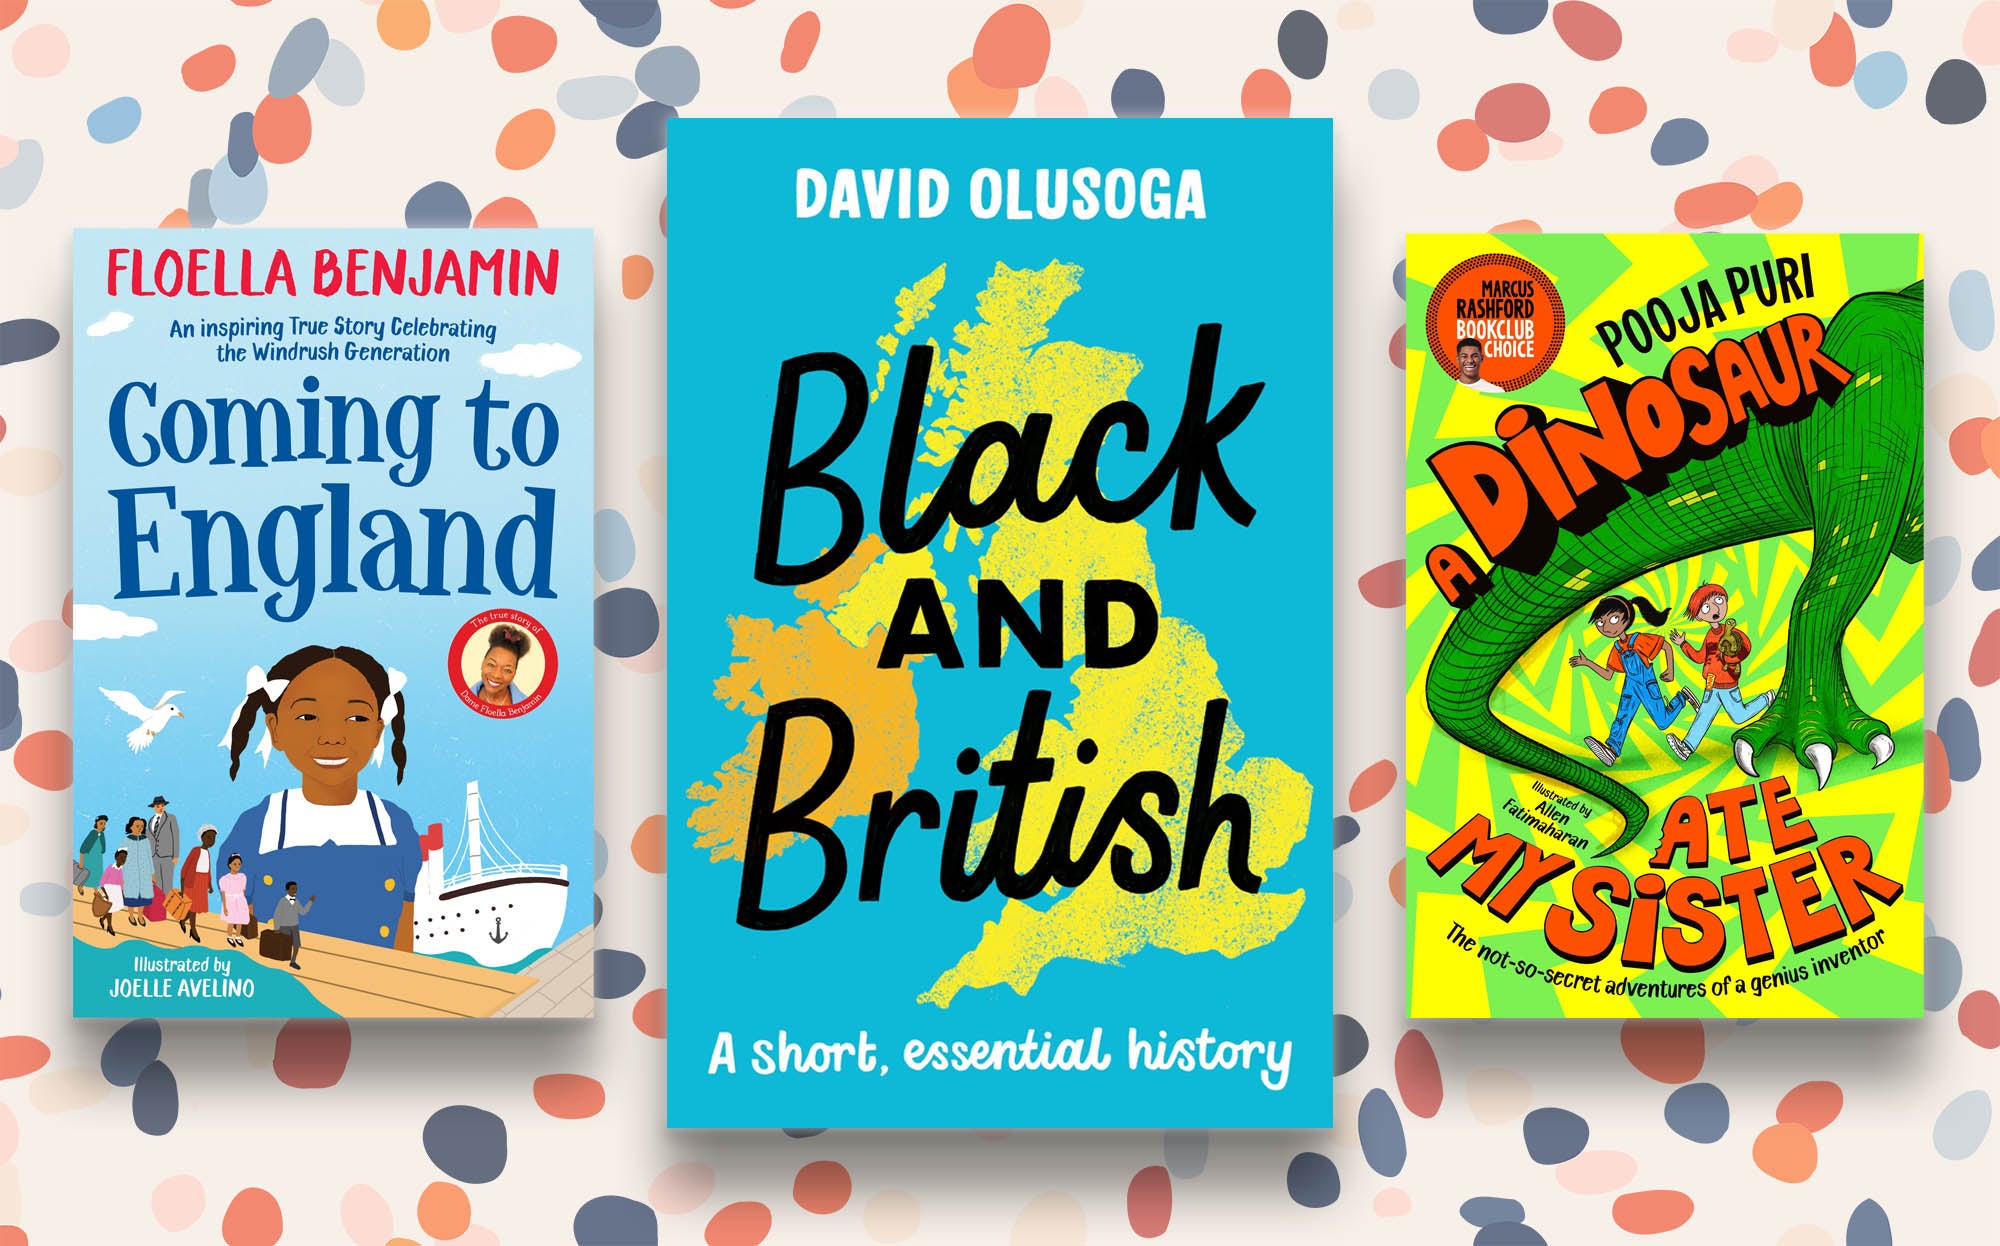 FLOELLA BENJAMIN
An inspiring True Story Celebrating
the Windrush Generation
Coming to
England
The true story of
Dame Floella Benjamin
Illustrated by
JOELLE AVELINO
DAVID OLUSOGA
Black
AND
British
A short, essential history
MARCUS
RASHFORD
BOOKCLUB
CHOICE
POOJA PURI
A DiNOSAUR
Illustrated by
Allen
Fatimaharan
ATE
MY SiSTER
The not-so-secret adventures of a genius inventor